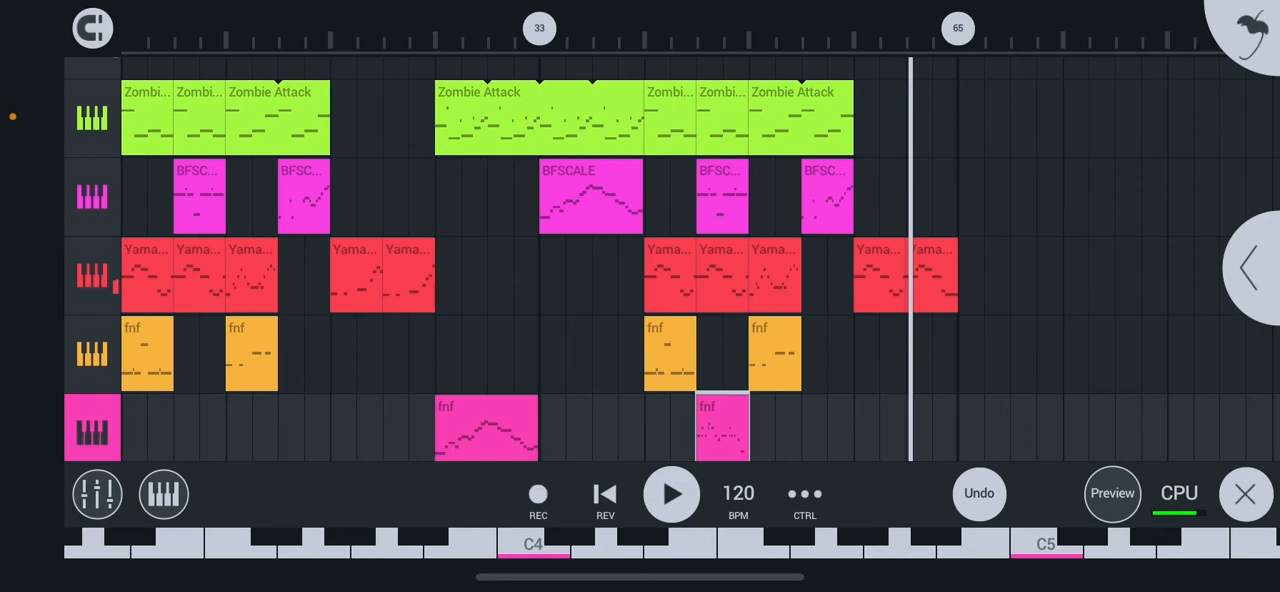 33 65
Zombi... Zombi... Zombie Attack Zombie Attack Zombi... Zombi... Zombie Attack
BFSC... BFSC... BFSCALE BFSC... BFSC...
Yama... Yama... Yama... Yama... Yama... Yama... Yama... Yama... Yama... Yama...
fnf fnf fnf fnf
fnf fnf
120 Undo Preview CPU
REC REV BPM CTRL
C4 C5